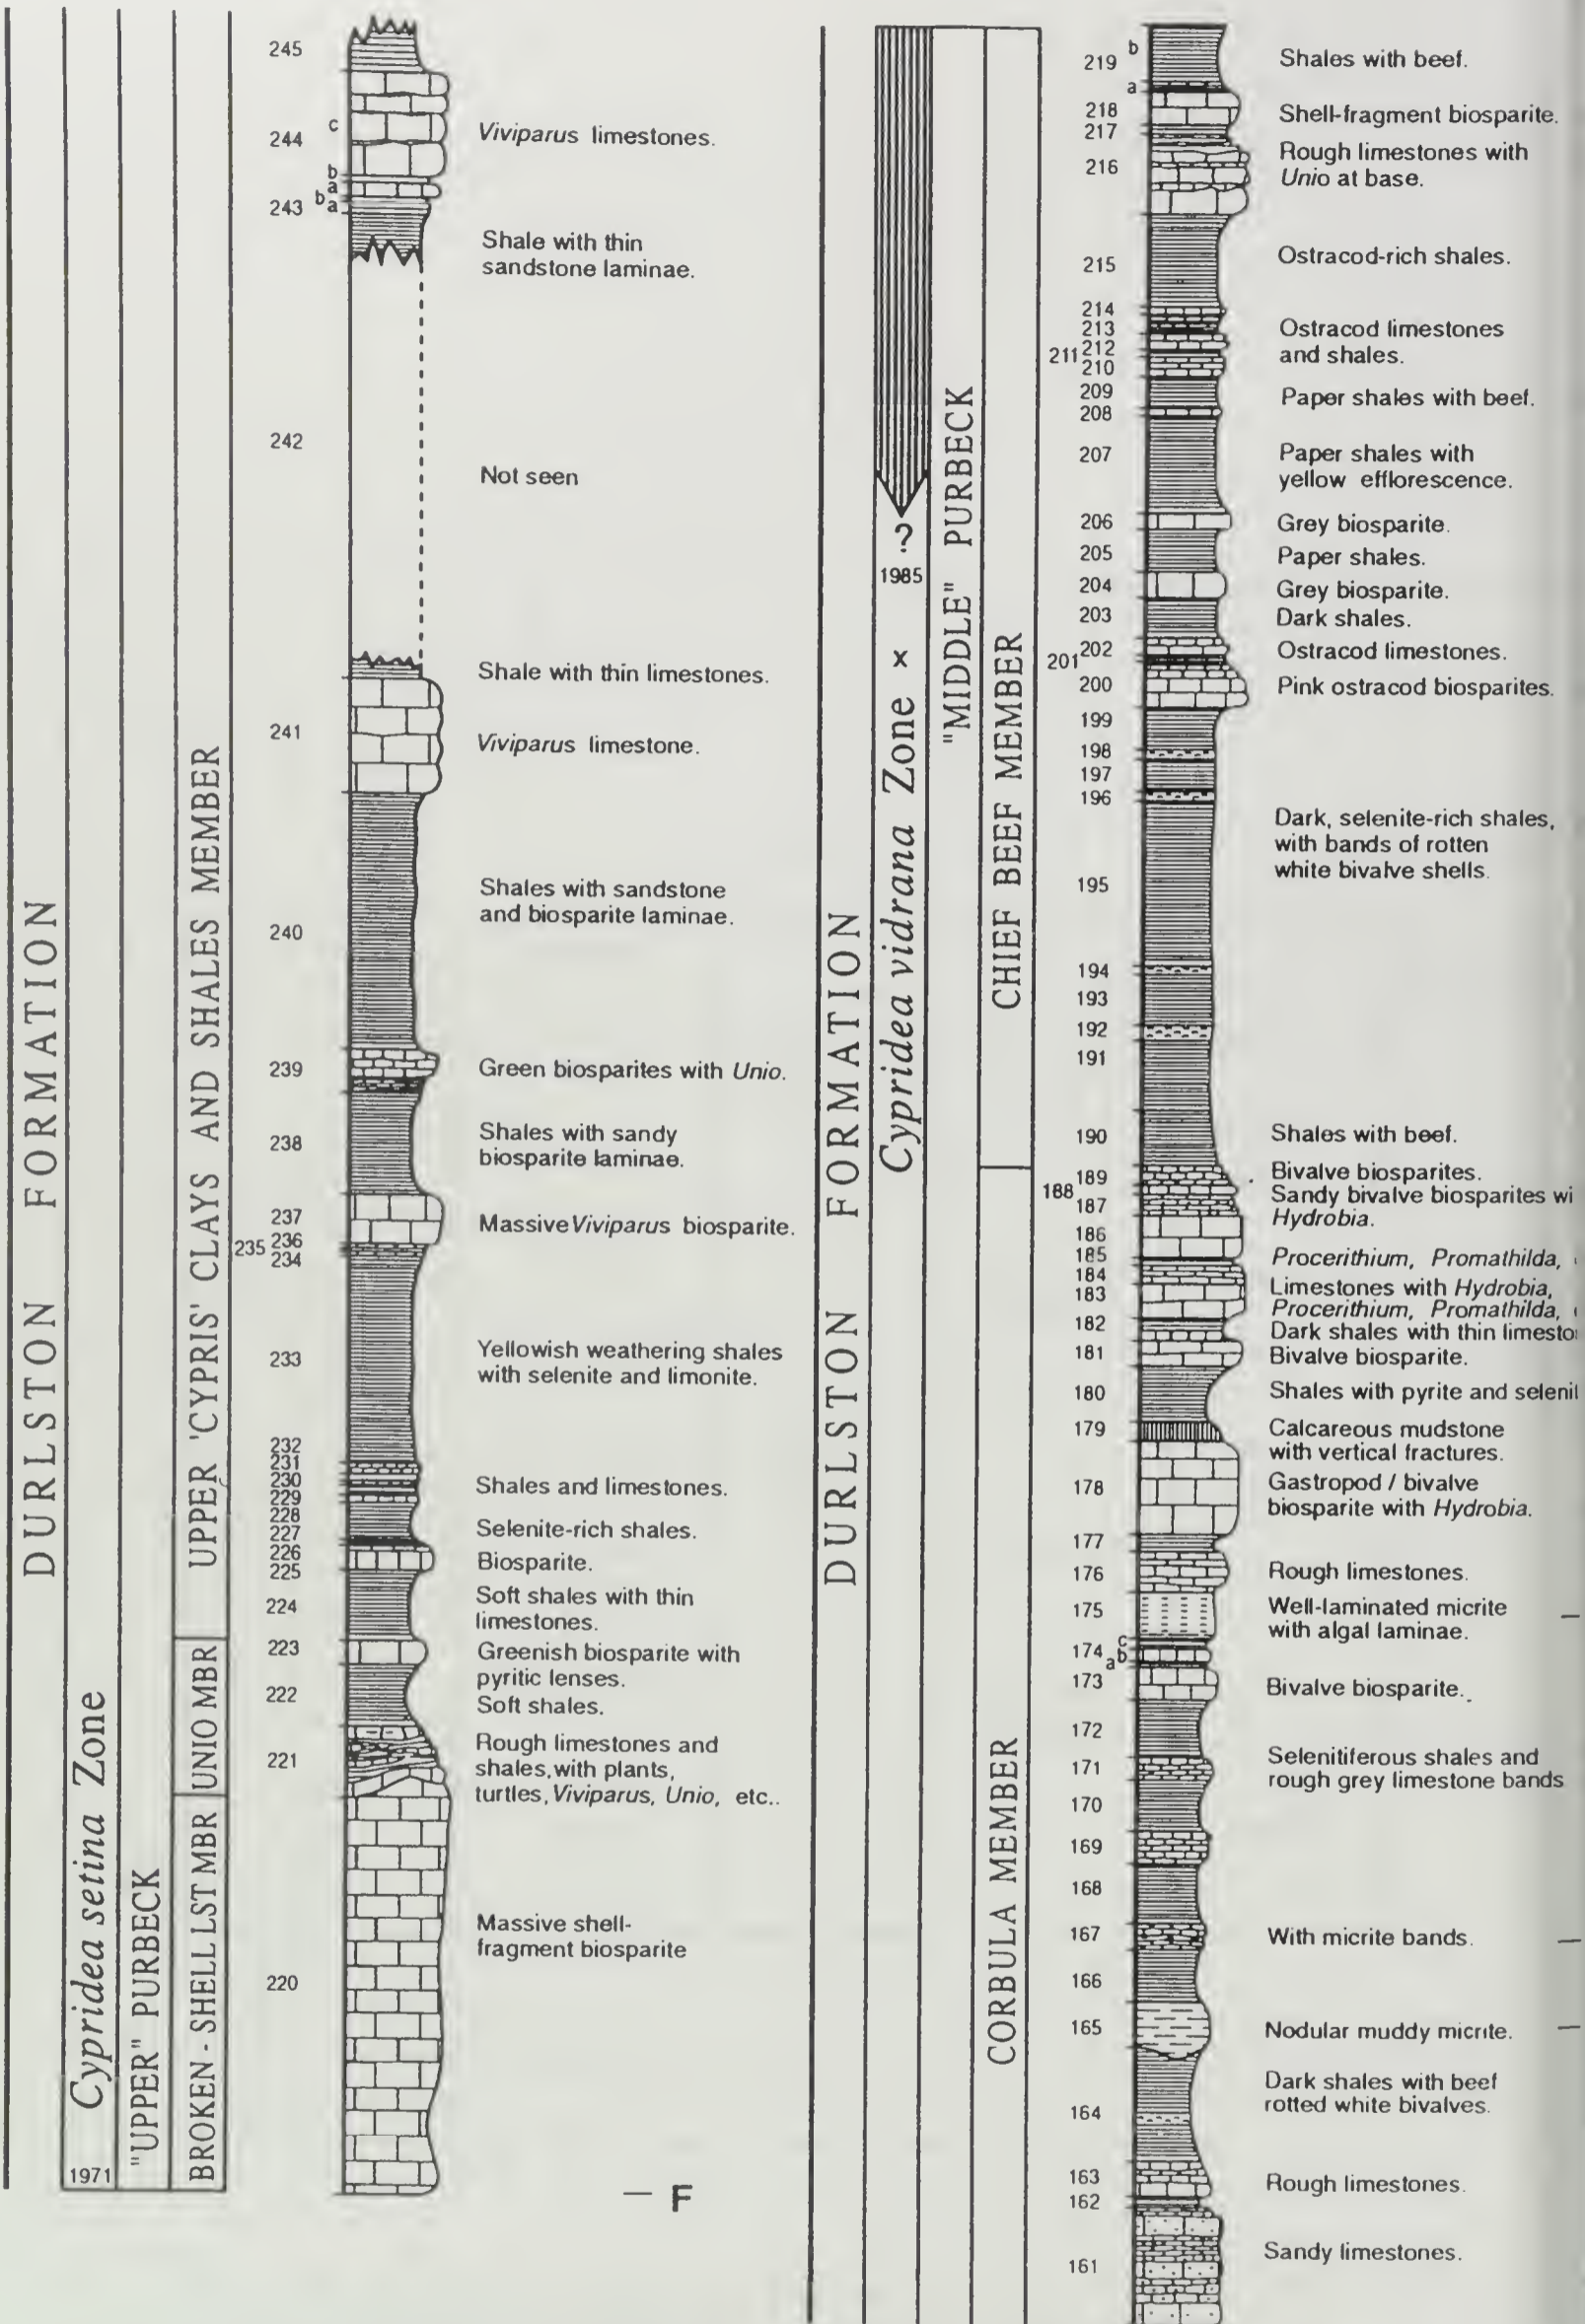 DURLSTON FORMATION
Cypridea setina Zone
1971
"UPPER" PURBECK
UPPER 'CYPRIS' CLAYS AND SHALES MEMBER
UNIO MBR
BROKEN - SHELL LST MBR
245
244
c
b
a
Viviparus limestones.
243
b
a
Shale with thin
sandstone laminae.
242
Not seen
Shale with thin limestones.
241
Viviparus limestone.
240
Shales with sandstone
and biosparite laminae.
239
Green biosparites with Unio.
238
Shales with sandy
biosparite laminae.
237
236
235
234
Massive Viviparus biosparite.
233
Yellowish weathering shales
with selenite and limonite.
232
231
230
229
Shales and limestones.
228
227
Selenite-rich shales.
226
225
Biosparite.
224
Soft shales with thin
limestones.
223
Greenish biosparite with
pyritic lenses.
222
Soft shales.
221
Rough limestones and
shales, with plants,
turtles, Viviparus, Unio, etc..
220
Massive shell-
fragment biosparite
— F
DURLSTON FORMATION
?
1985
Cypridea vidrana Zone x
"MIDDLE" PURBECK
CHIEF BEEF MEMBER
CORBULA MEMBER
219
b
a
Shales with beef.
218
Shell-fragment biosparite.
217
216
Rough limestones with
Unio at base.
215
Ostracod-rich shales.
214
213
212
211
210
Ostracod limestones
and shales.
209
Paper shales with beef.
208
207
Paper shales with
yellow efflorescence.
206
Grey biosparite.
205
Paper shales.
204
Grey biosparite.
203
Dark shales.
202
201
Ostracod limestones.
200
Pink ostracod biosparites.
199
198
197
196
195
Dark, selenite-rich shales,
with bands of rotten
white bivalve shells.
194
193
192
191
190
Shales with beef.
189
Bivalve biosparites.
188
187
Sandy bivalve biosparites wi
Hydrobia.
186
185
Procerithium, Promathilda,
184
183
Limestones with Hydrobia,
Procerithium, Promathilda,
182
Dark shales with thin limesto
181
Bivalve biosparite.
180
Shales with pyrite and selenit
179
Calcareous mudstone
with vertical fractures.
178
Gastropod / bivalve
biosparite with Hydrobia.
177
176
Rough limestones.
175
Well-laminated micrite
with algal laminae.
174
c
b
a
173
Bivalve biosparite.
172
171
Selenitiferous shales and
rough grey limestone bands
170
169
168
167
With micrite bands.
166
165
Nodular muddy micrite.
164
Dark shales with beef
rotted white bivalves.
163
Rough limestones.
162
161
Sandy limestones.